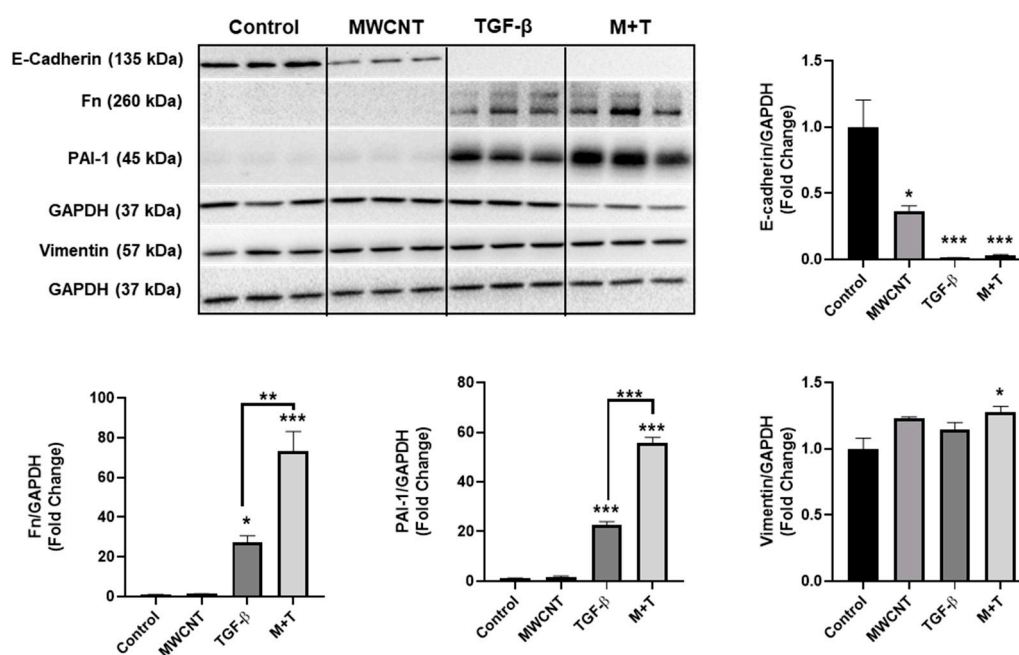 Control MWCNT TGF-β M+T
E-Cadherin (135 kDa)
Fn (260 kDa)
PAI-1 (45 kDa)
GAPDH (37 kDa)
Vimentin (57 kDa)
GAPDH (37 kDa)
E-cadherin/GAPDH
(Fold Change)
1.5
1.0
0.5
0.0
*
***
***
Control
MWCNT
TGF-β
M+T
Fn/GAPDH
(Fold Change)
100
80
60
40
20
0
**
***
*
Control
MWCNT
TGF-β
M+T
PAI-1/GAPDH
(Fold Change)
80
60
40
20
0
***
***
***
Control
MWCNT
TGF-β
M+T
Vimentin/GAPDH
(Fold Change)
1.5
1.0
0.5
0.0
*
Control
MWCNT
TGF-β
M+T